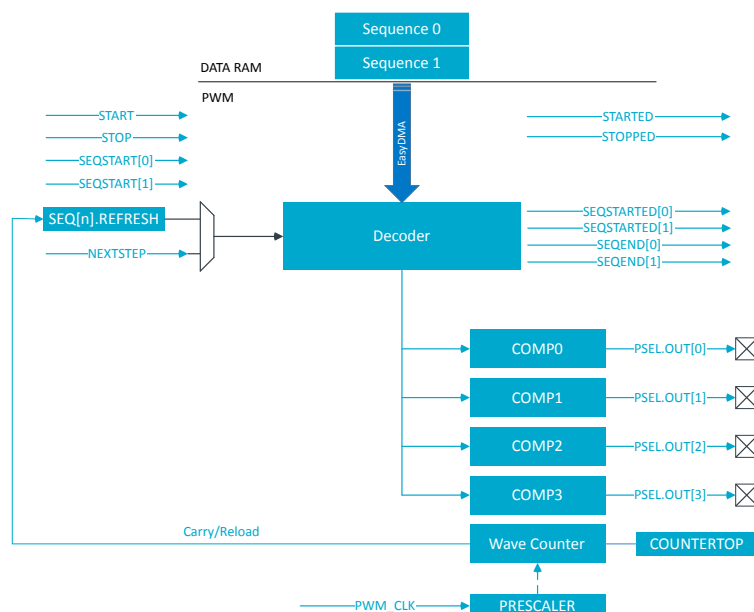 Sequence 0
Sequence 1
DATA RAM
PWM
START
STOP
SEQSTART[0]
SEQSTART[1]
EasyDMA
STARTED
STOPPED
SEQ[n].REFRESH
NEXTSTEP
Decoder
SEQSTARTED[0]
SEQSTARTED[1]
SEQEND[0]
SEQEND[1]
COMP0
PSEL.OUT[0]
COMP1
PSEL.OUT[1]
COMP2
PSEL.OUT[2]
COMP3
PSEL.OUT[3]
Carry/Reload
Wave Counter
COUNTERTOP
PWM_CLK
PRESCALER